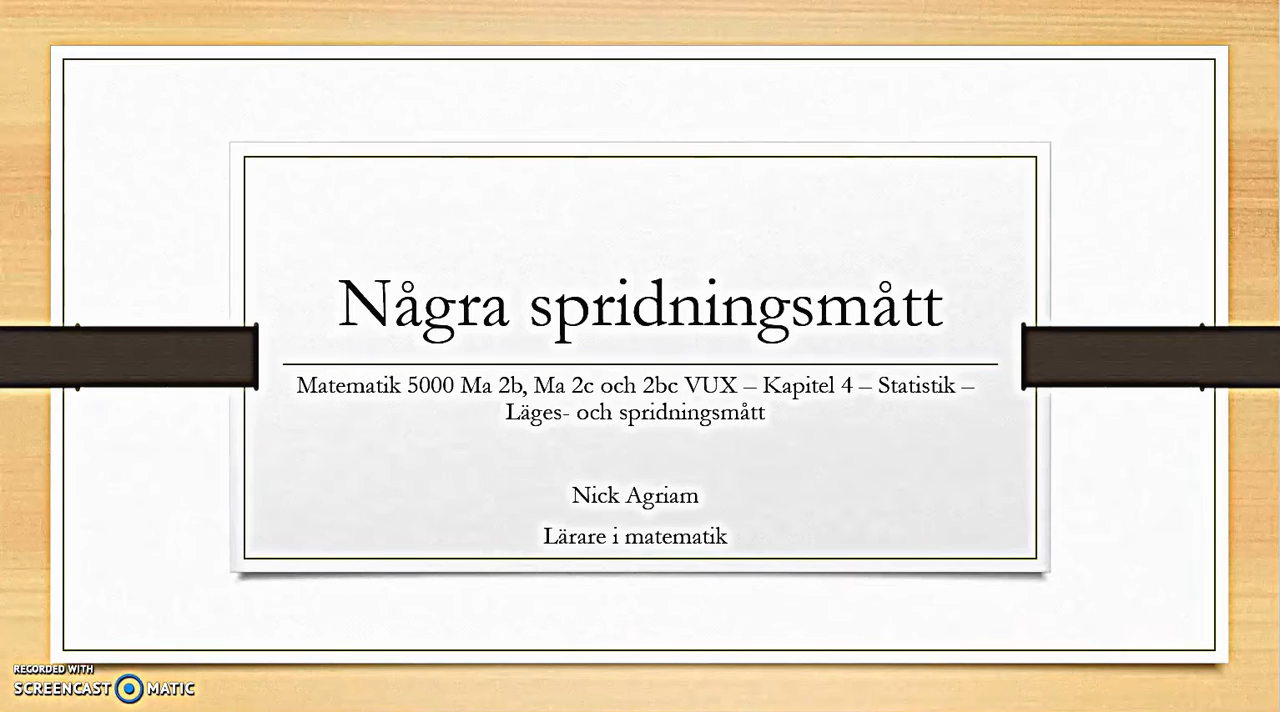 Några spridningsmått
Matematik 5000 Ma 2b, Ma 2c och 2bc VUX – Kapitel 4 – Statistik –
Läges- och spridningsmått
Nick Agriam
Lärare i matematik
RECORDED WITH
SCREENCAST MATIC